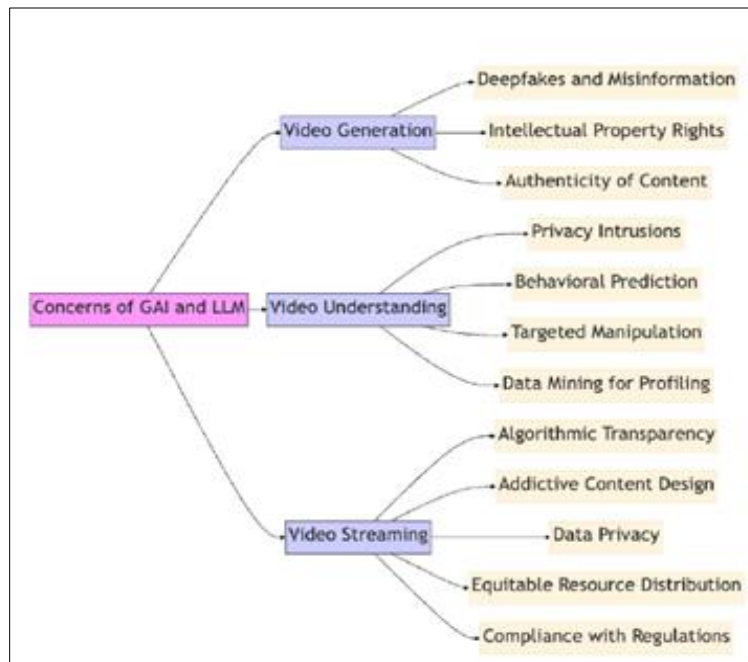 Concerns of GAI and LLM
Video Generation
Deepfakes and Misinformation
Intellectual Property Rights
Authenticity of Content
Video Understanding
Privacy Intrusions
Behavioral Prediction
Targeted Manipulation
Data Mining for Profiling
Video Streaming
Algorithmic Transparency
Addictive Content Design
Data Privacy
Equitable Resource Distribution
Compliance with Regulations